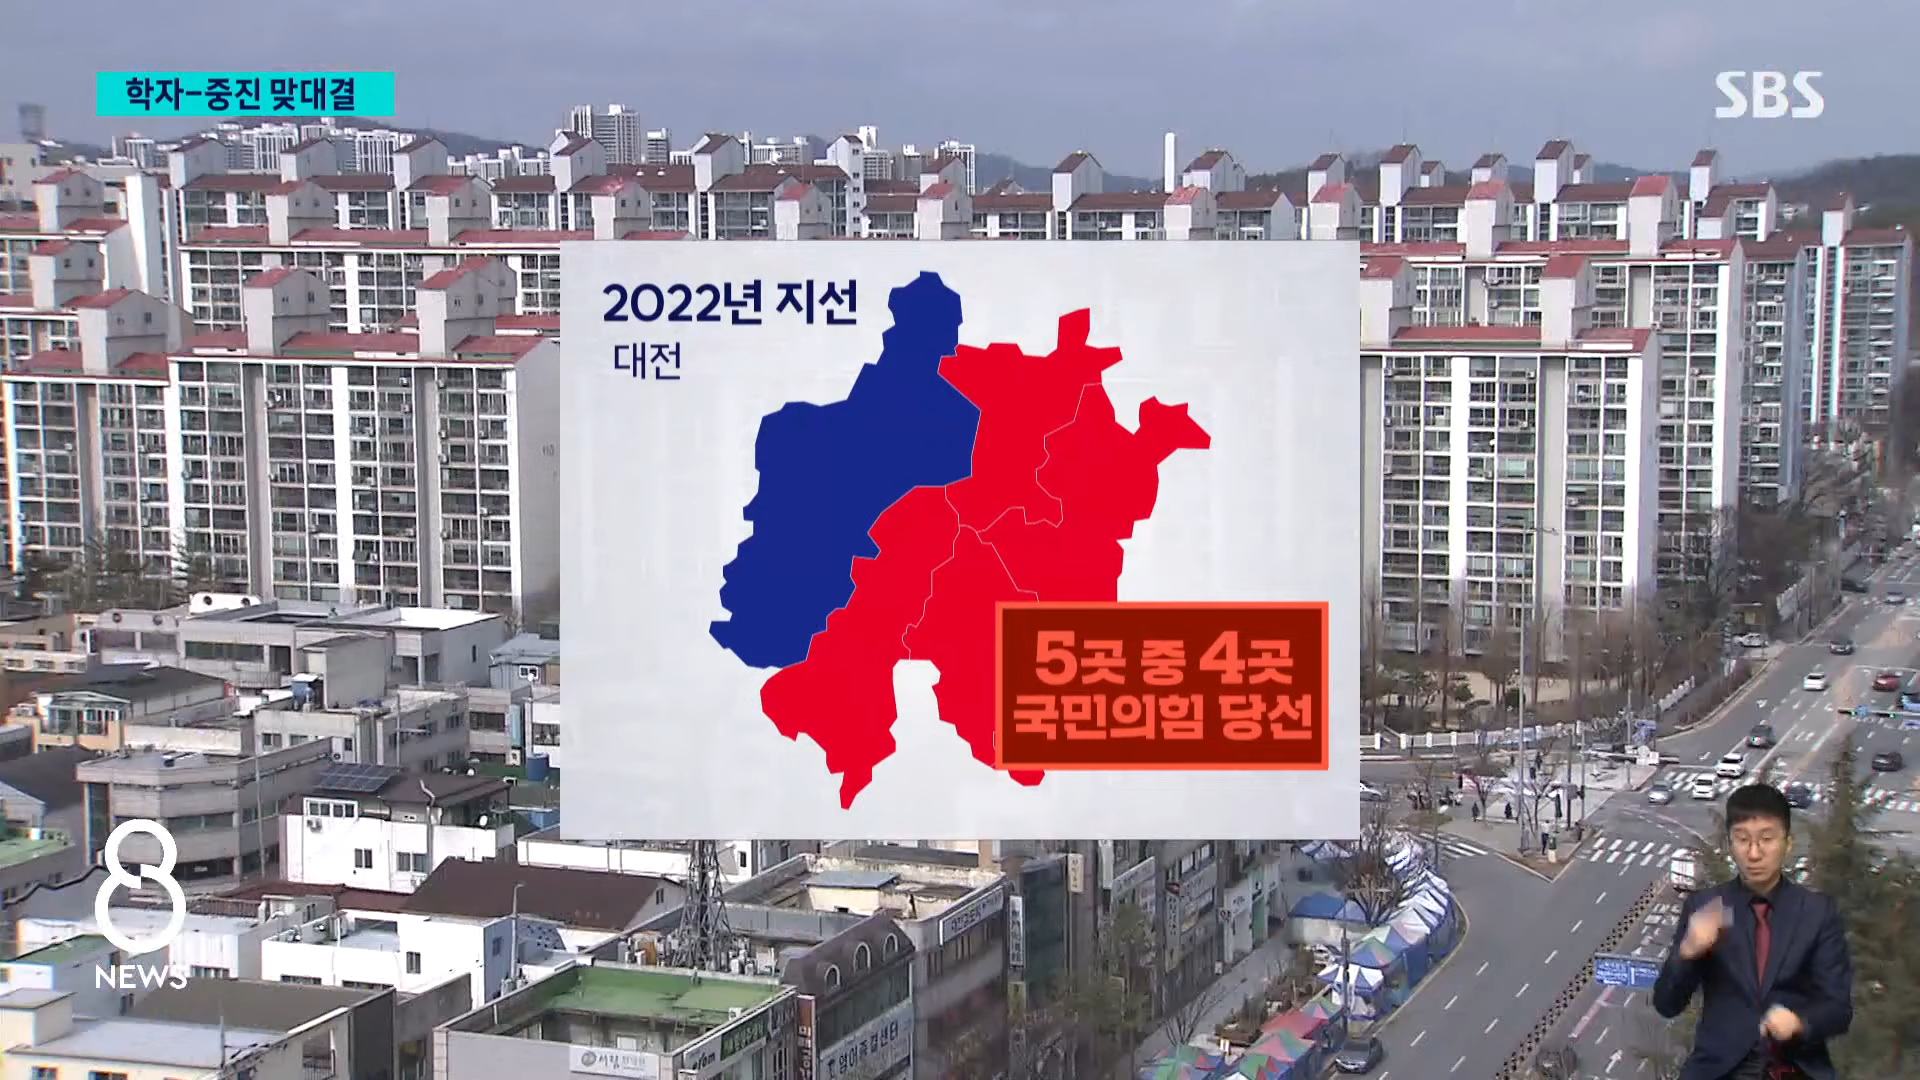 학자-중진 맞대결
SBS
2022년 지선
대전
5곳 중 4곳
국민의힘 당선
8
NEWS